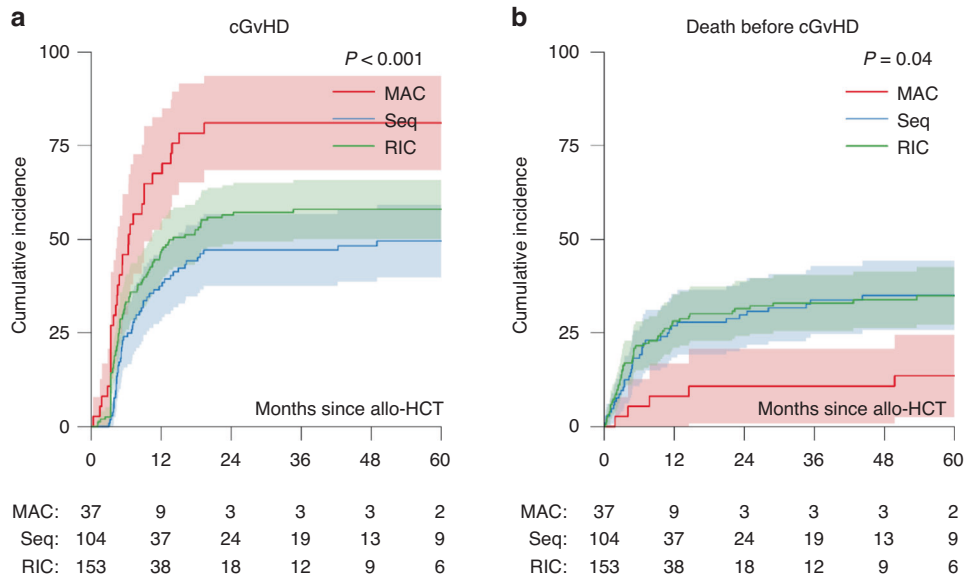 a
cGvHD
100
75
50
25
0
Cumulative incidence
P < 0.001
MAC
Seq
RIC
Months since allo-HCT
0 12 24 36 48 60
MAC: 37 9 3 3 3 2
Seq: 104 37 24 19 13 9
RIC: 153 38 18 12 9 6
b
Death before cGvHD
100
75
50
25
0
Cumulative incidence
P = 0.04
MAC
Seq
RIC
Months since allo-HCT
0 12 24 36 48 60
MAC: 37 9 3 3 3 2
Seq: 104 37 24 19 13 9
RIC: 153 38 18 12 9 6